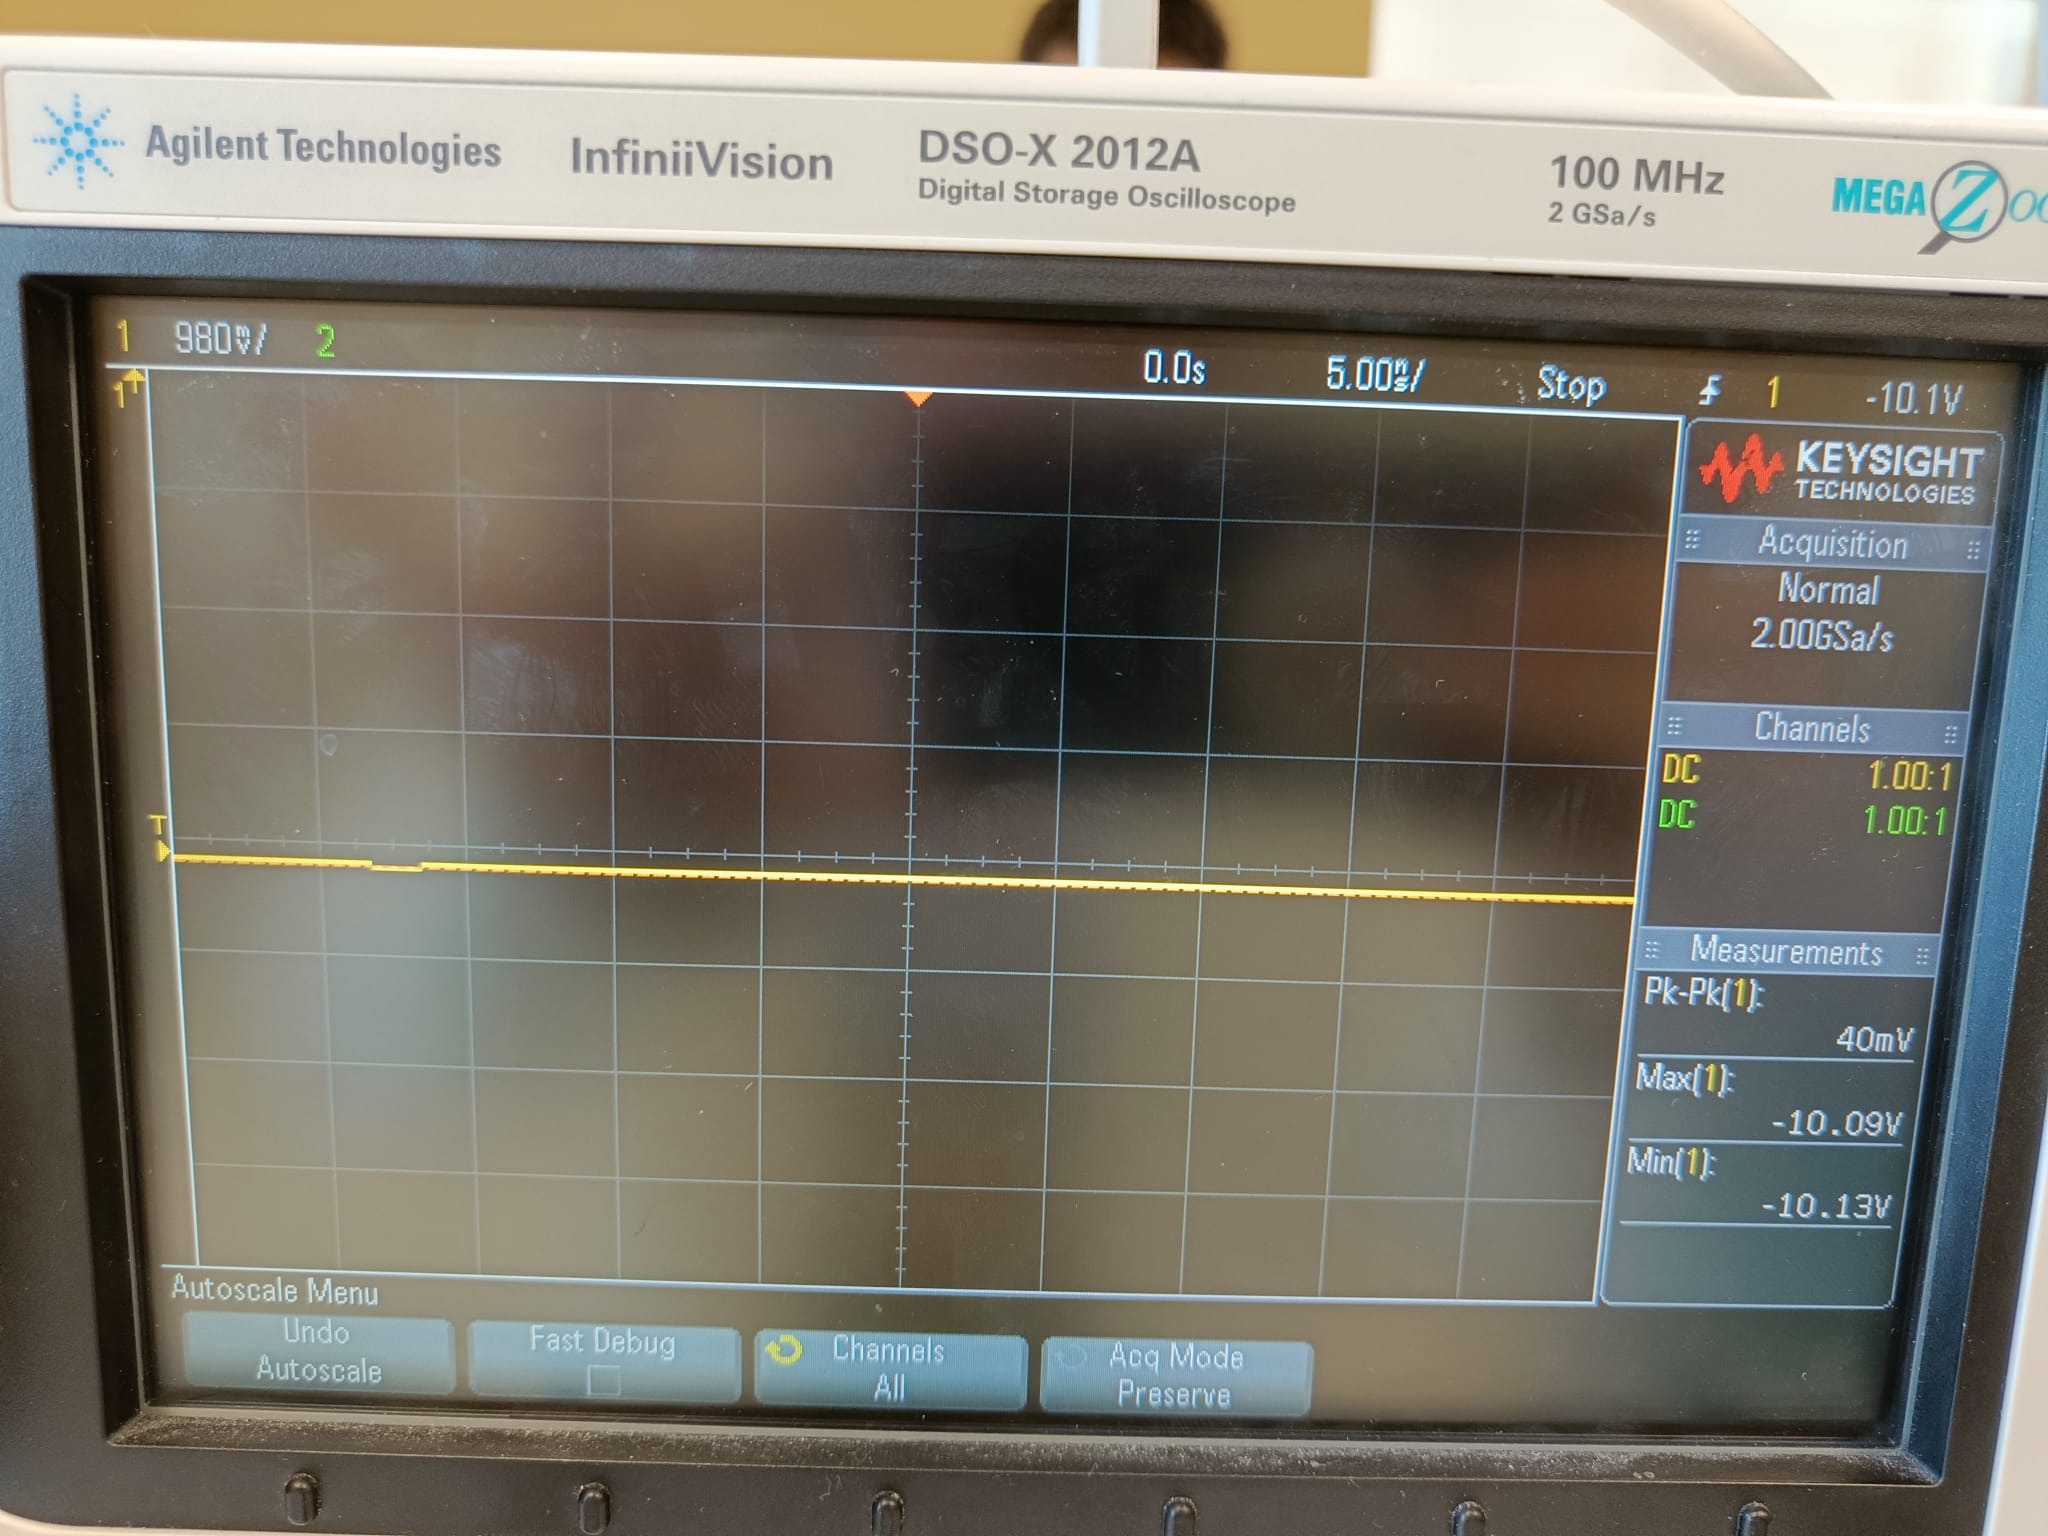 Agilent Technologies
InfiniiVision
DSO-X 2012A
Digital Storage Oscilloscope
100 MHz
2 GSa/s
MEGA Zoo
1 980mV/ 2 0.0s 5.00ns/ Stop 1 -10.1V
1
T
KEYSIGHT
TECHNOLOGIES
Acquisition
Normal
2.00GSa/s
Channels
DC 1.00:1
DC 1.00:1
Measurements
Pk-Pk(1):
40mV
Max(1):
-10.09V
Min(1):
-10.13V
Autoscale Menu
Undo
Autoscale
Fast Debug
Channels
All
Acq Mode
Preserve